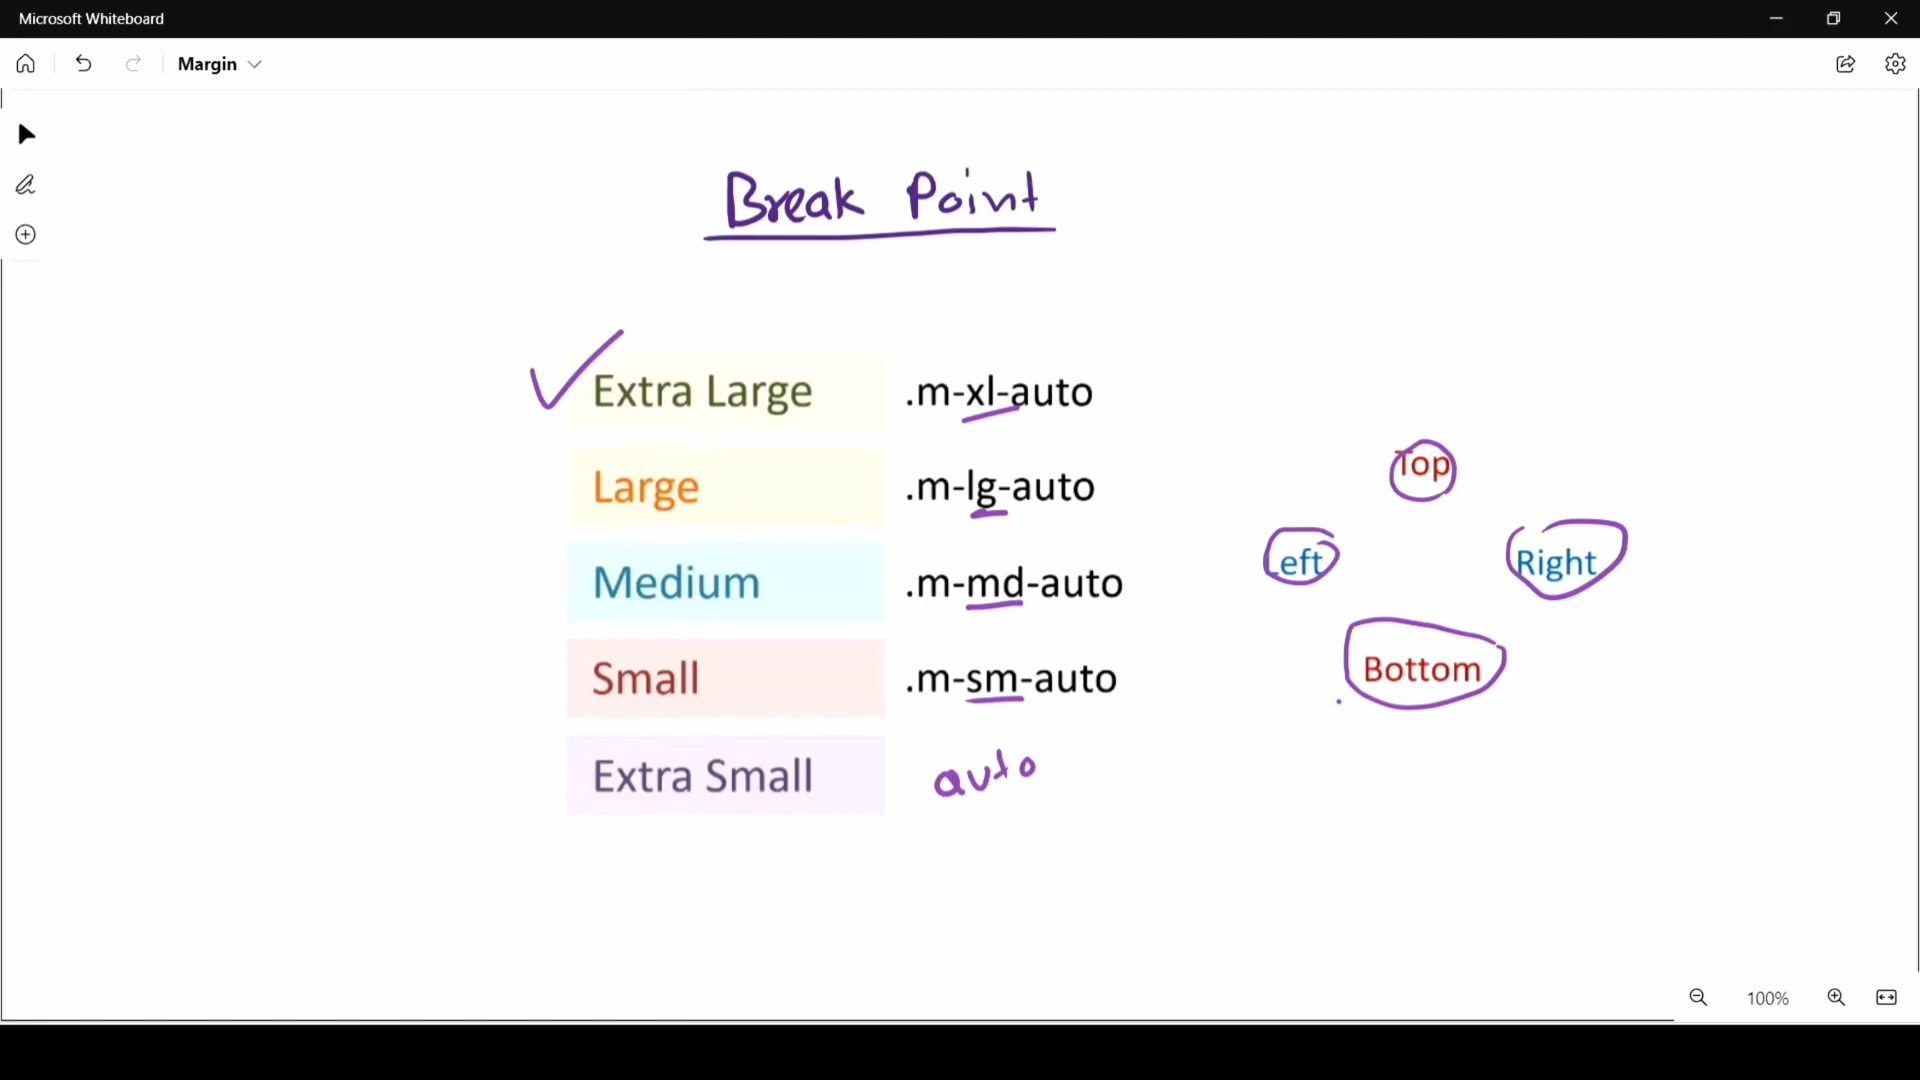 Microsoft Whiteboard
Margin
Break Point
Extra Large .m-xl-auto
Large .m-lg-auto
Medium .m-md-auto
Small .m-sm-auto
Extra Small auto
Top
Left Right
Bottom
100%